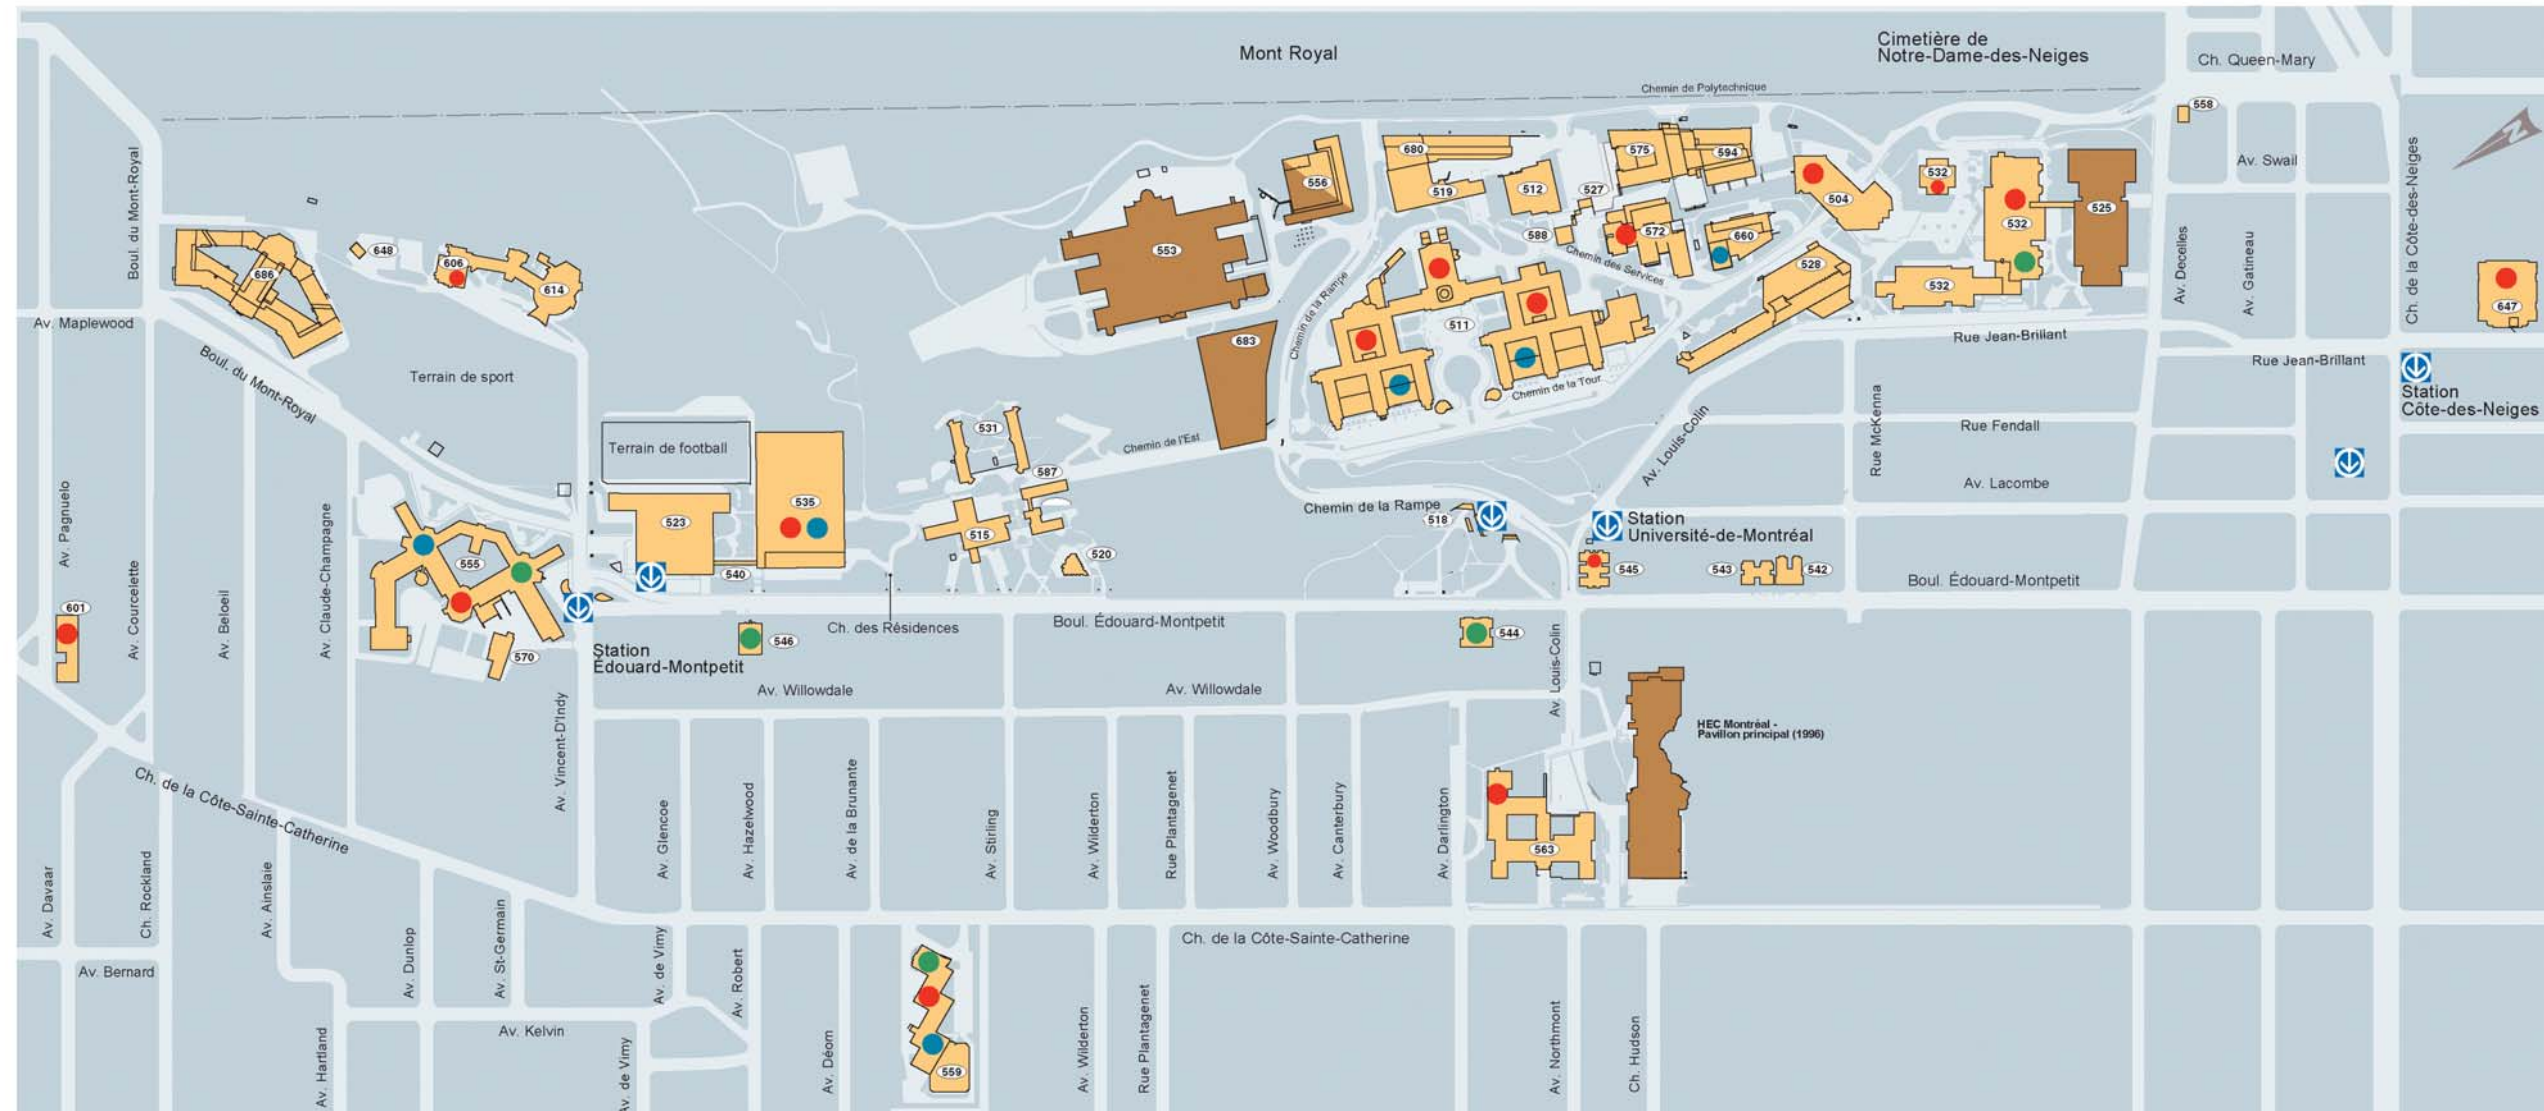 Mont Royal
Cimetière de
Notre-Dame-des-Neiges
Ch. Queen-Mary
Chemin de Polytechnique
558
N
Boul. du Mont-Royal
680
575
594
Av. Swail
Ch. de la Côte-des-Neiges
556
519
512
527
504
532
525
686
648
606
614
553
588
572
660
532
Chemin des Services
528
Av. Decelles
Av. Gatineau
532
647
Av. Maplewood
Chemin de la Rampe
511
683
Rue Jean-Brillant
Rue Jean-Brillant
Boul. du Mont-Royal
Terrain de sport
Chemin de la Tour
Station
Côte-des-Neiges
Rue McKenna
Rue Fendall
Terrain de football
531
Chemin de l'Est
Av. Louis-Colin
587
Av. Lacombe
Av. Pagnuelo
Av. Claude-Champagne
523
535
515
Chemin de la Rampe
518
Station
Université-de-Montréal
520
555
540
545
543
542
Boul. Édouard-Montpetit
601
Av. Courcelette
Av. Beloeil
Ch. des Résidences
Boul. Édouard-Montpetit
546
544
570
Station
Édouard-Montpetit
Av. Willowdale
Av. Willowdale
Av. Louis-Colin
Av. Vincent-D'Indy
HEC Montréal -
Pavillon principal (1996)
Ch. de la Côte-Sainte-Catherine
Av. Glencoe
Av. Hazelwood
Av. de la Brunante
Av. Stirling
Av. Wilderton
Rue Plantagenet
Av. Woodbury
Av. Canterbury
Av. Darlington
563
Av. Davaar
Ch. Rockland
Av. Ainslaie
Av. Dunlop
Av. St-Germain
Av. de Vimy
Av. Robert
Ch. de la Côte-Sainte-Catherine
Av. Bernard
Av. Kelvin
Av. Hartland
Av. de Vimy
Av. Déom
559
Av. Wilderton
Rue Plantagenet
Av. Northmont
Ch. Hudson